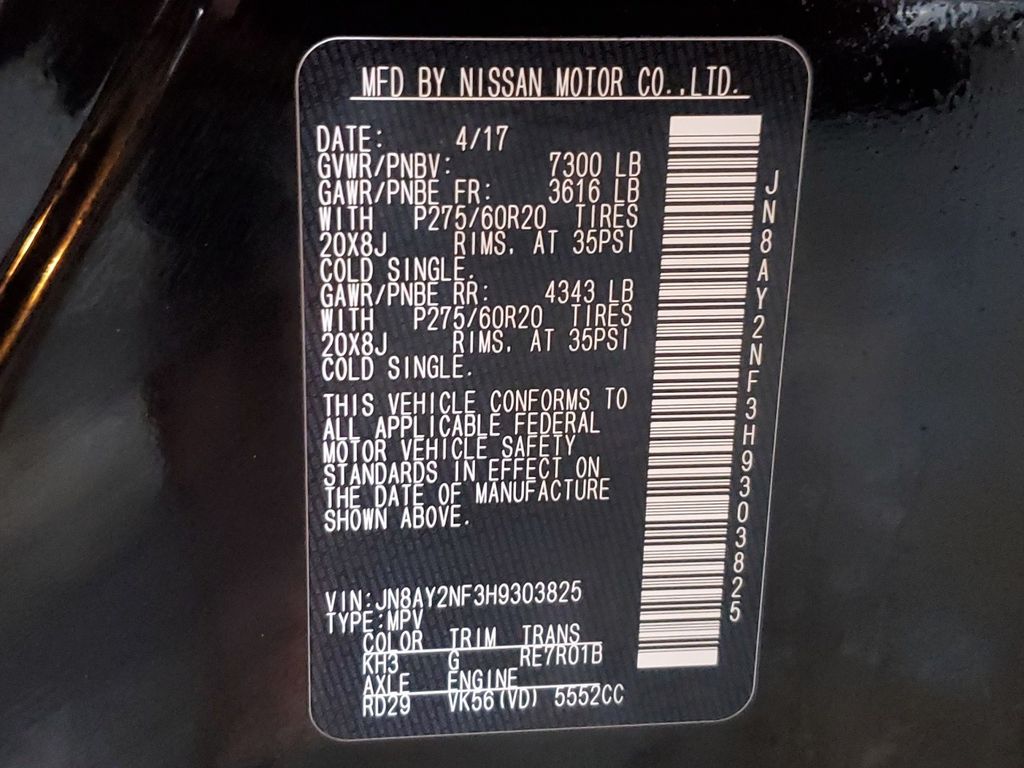 MFD BY NISSAN MOTOR CO.,LTD.
DATE: 4/17
GVWR/PNBV: 7300 LB
GAWR/PNBE FR: 3616 LB
WITH P275/60R20 TIRES
20X8J RIMS, AT 35PSI
COLD SINGLE.
GAWR/PNBE RR: 4343 LB
WITH P275/60R20 TIRES
20X8J RIMS, AT 35PSI
COLD SINGLE.
THIS VEHICLE CONFORMS TO
ALL APPLICABLE FEDERAL
MOTOR VEHICLE SAFETY
STANDARDS IN EFFECT ON
THE DATE OF MANUFACTURE
SHOWN ABOVE.
VIN:JN8AY2NF3H9303825
TYPE:MPV
COLOR TRIM TRANS
KH3 G RE7R01B
AXLE ENGINE
RD29 VK56(VD) 5552CC
JN8AY2NF3H9303825